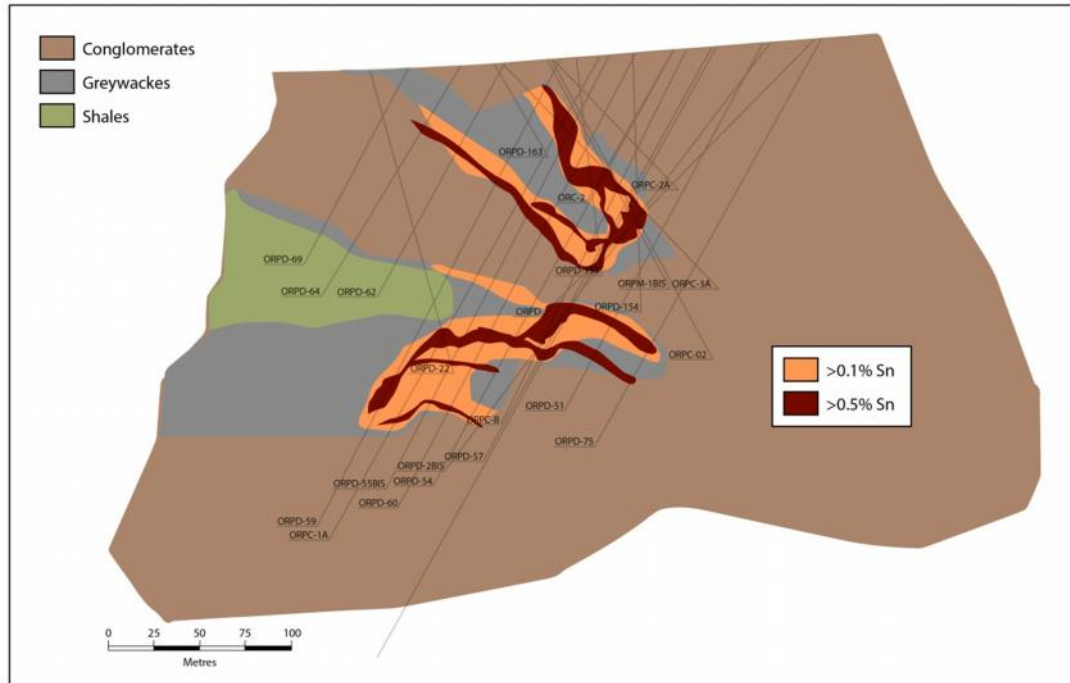 Conglomerates
Greywackes
Shales
ORPD-163
ORC-2
ORPC-2A
ORPD-69
ORPD-64
ORPD-62
ORPM-1BIS
ORPC-3A
ORPD
ORPD-154
ORPC-02
ORPD-22
ORPD-51
ORPC-B
ORPD-75
ORPD-57
ORPD-2BIS
ORPD-55BIS
ORPD-54
ORPD-60
ORPD-59
ORPC-1A
>0.1% Sn
>0.5% Sn
0 25 50 75 100
Metres